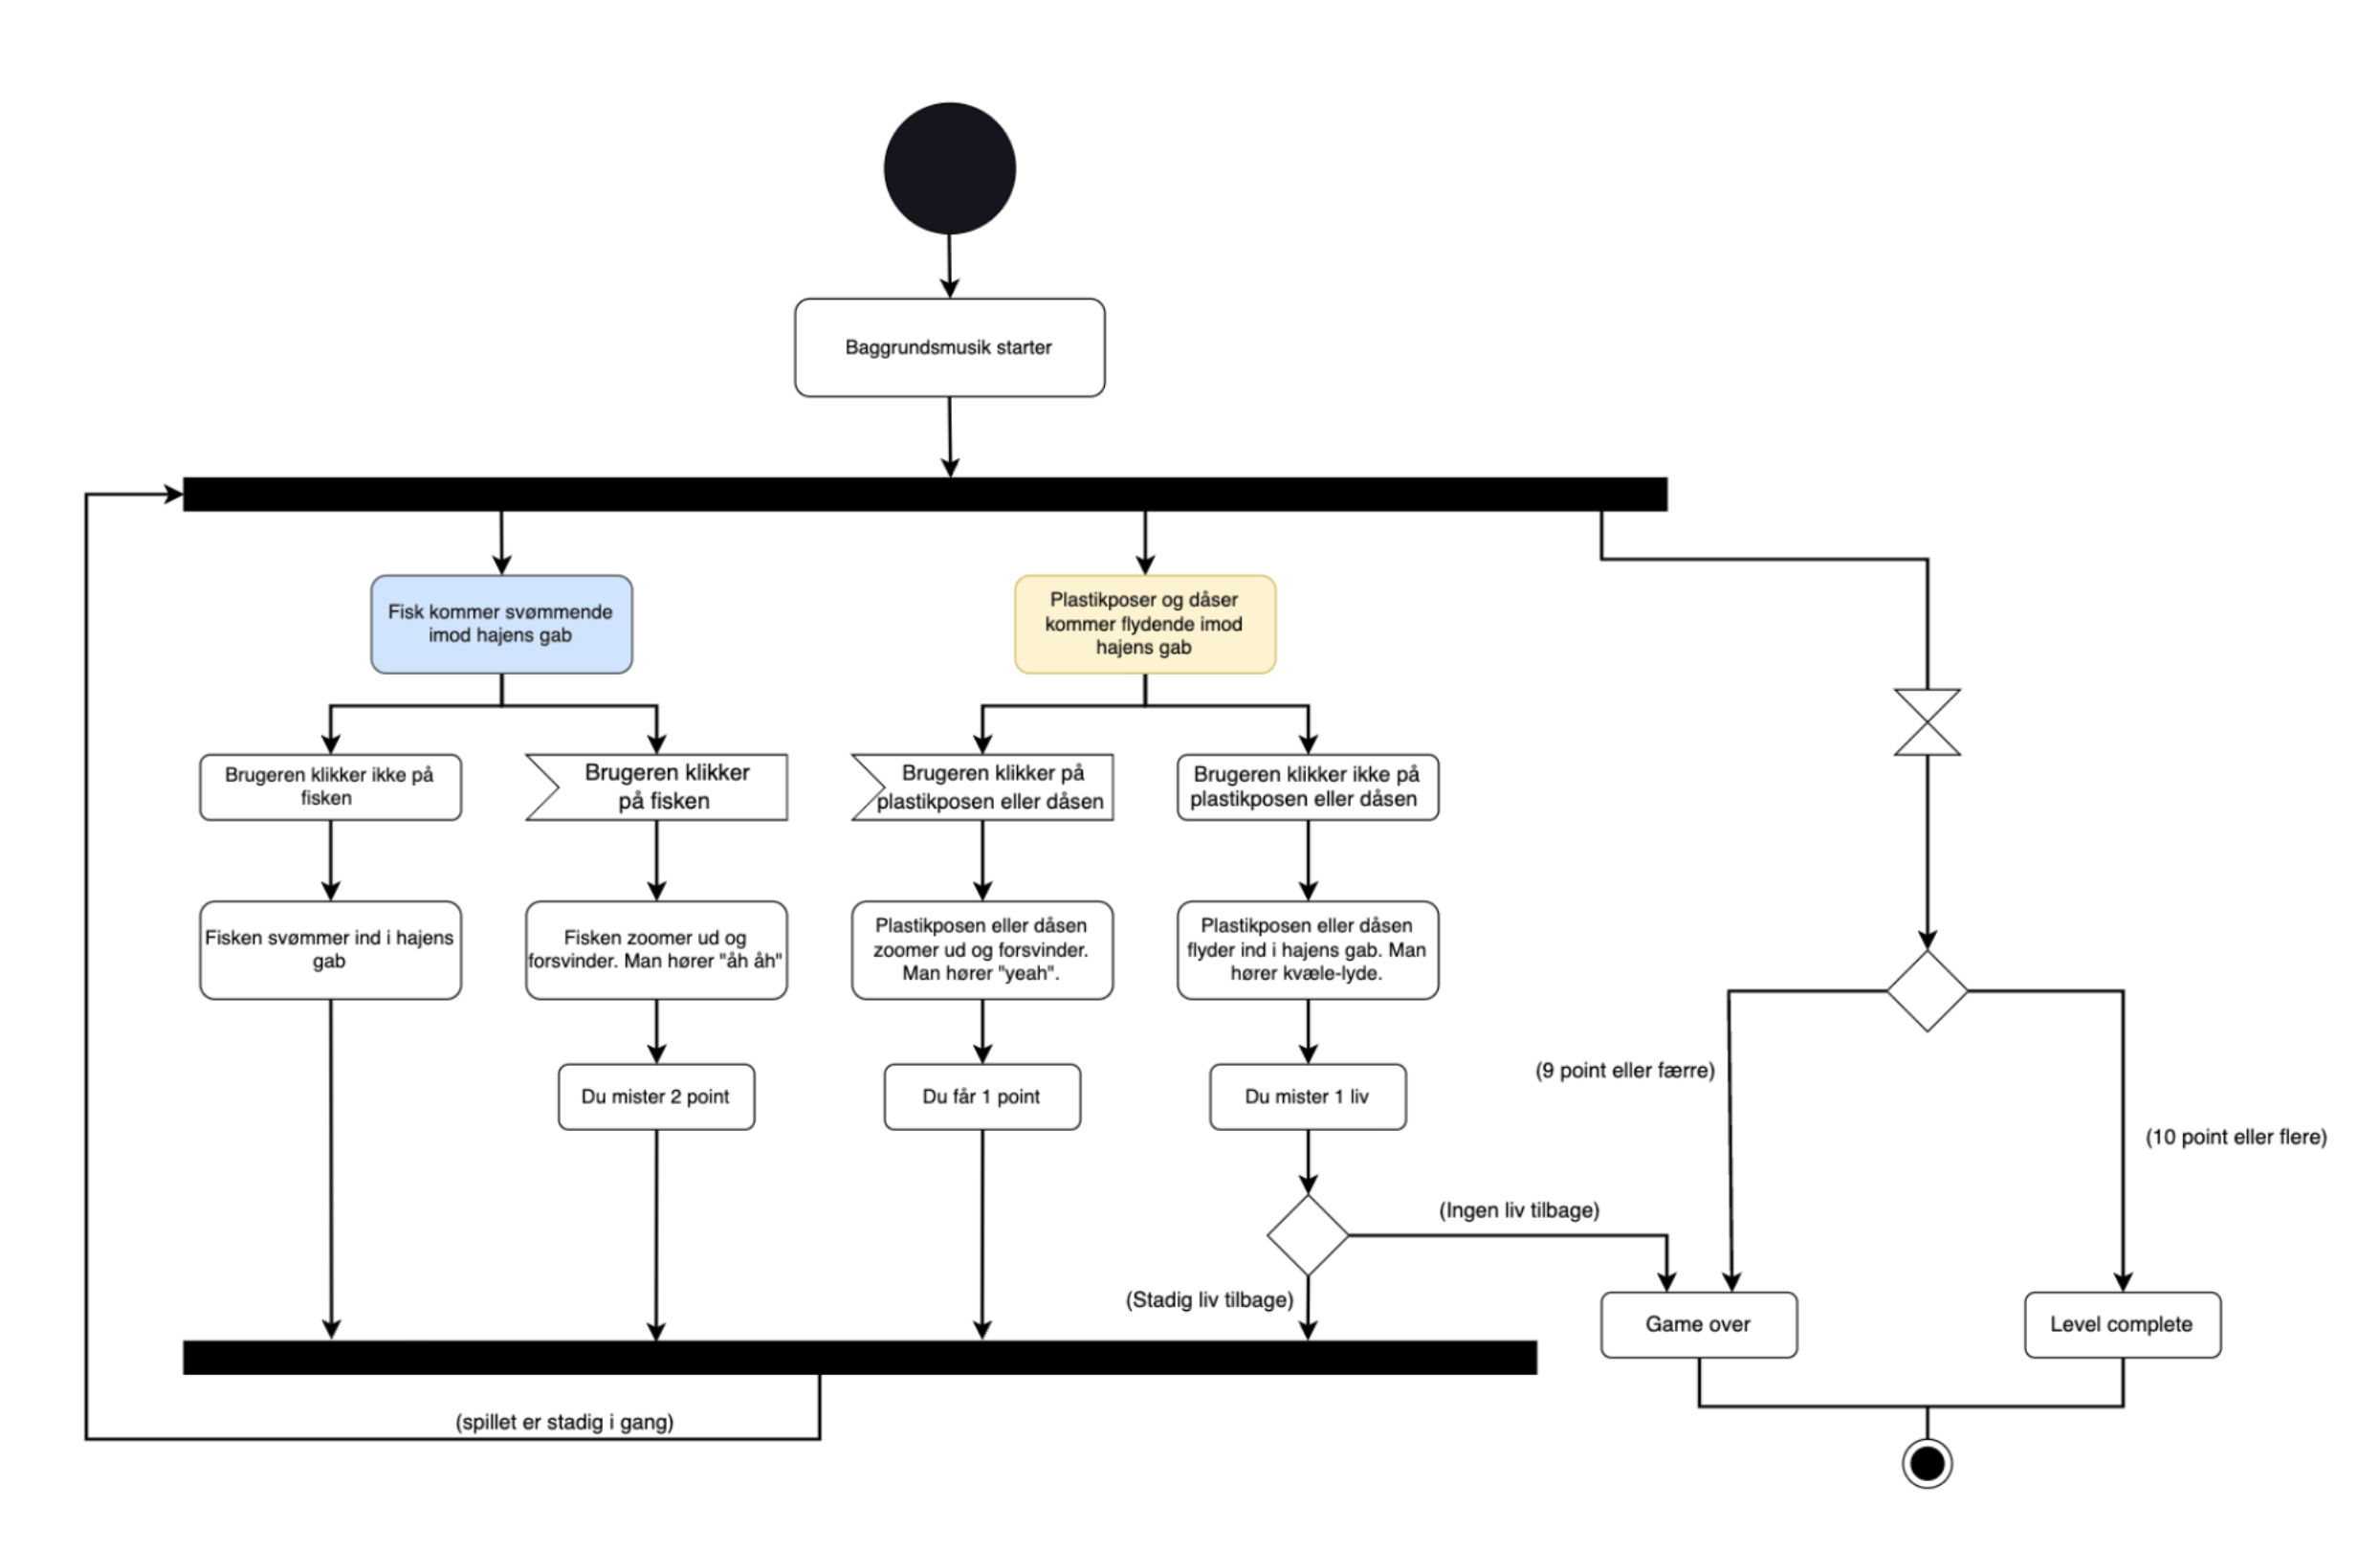 Baggrundsmusik starter
Fisk kommer svømmende
imod hajens gab
Plastikposer og dåser
kommer flydende imod
hajens gab
Brugeren klikker ikke på
fisken
Brugeren klikker
på fisken
Brugeren klikker på
plastikposen eller dåsen
Brugeren klikker ikke på
plastikposen eller dåsen
Fisken svømmer ind i hajens
gab
Fisken zoomer ud og
forsvinder. Man hører "åh åh"
Plastikposen eller dåsen
zoomer ud og forsvinder.
Man hører "yeah".
Plastikposen eller dåsen
flyder ind i hajens gab. Man
hører kvæle-lyde.
Du mister 2 point
Du får 1 point
Du mister 1 liv
(9 point eller færre)
(10 point eller flere)
(Ingen liv tilbage)
(Stadig liv tilbage)
Game over
Level complete
(spillet er stadig i gang)